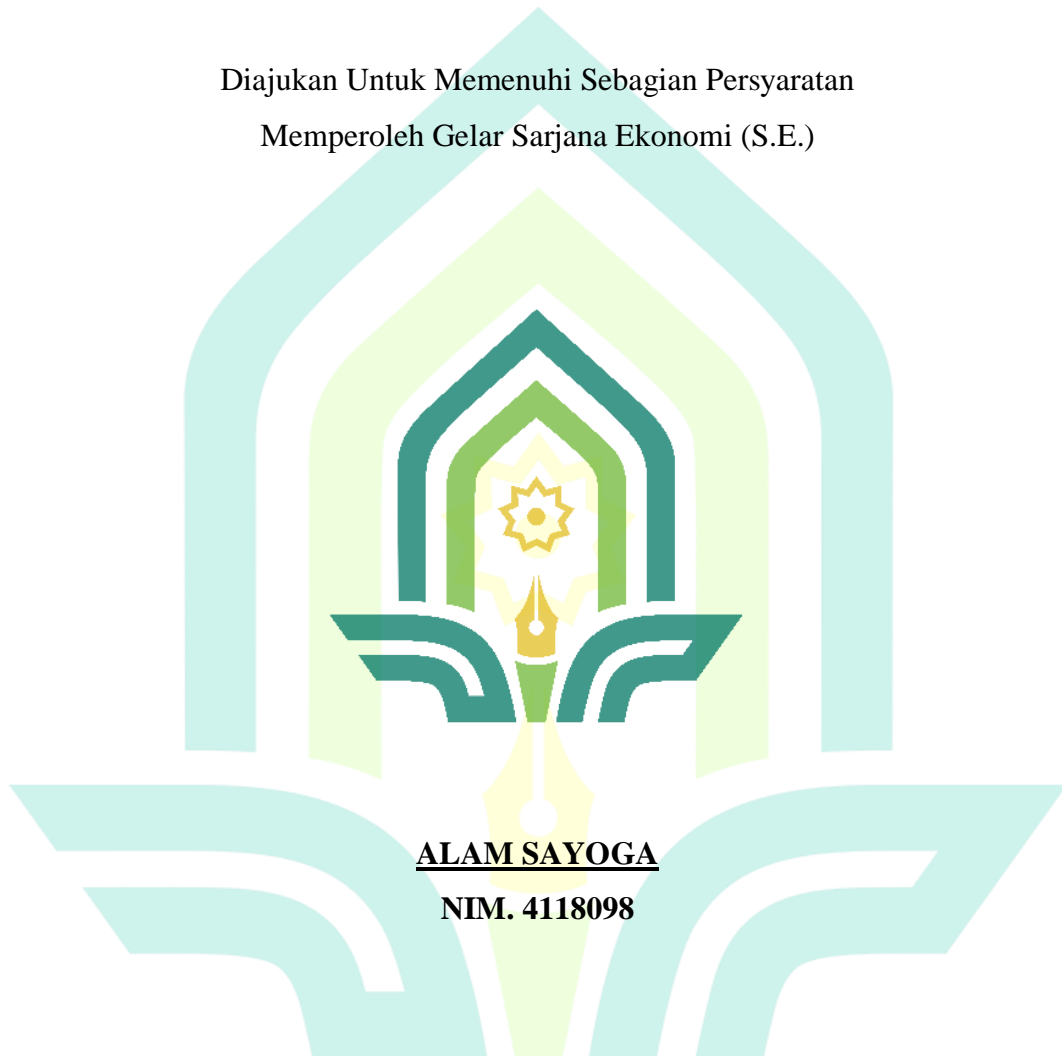 Diajukan Untuk Memenuhi Sebagian Persyaratan
Memperoleh Gelar Sarjana Ekonomi (S.E.)
ALAM SAYOGA
NIM. 4118098